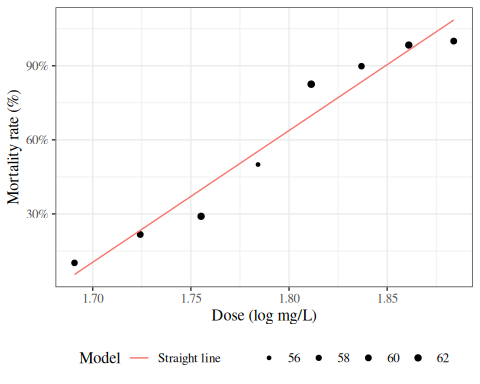 90%
60%
30%
Mortality rate (%)
1.70 1.75 1.80 1.85
Dose (log mg/L)
Model Straight line 56 58 60 62